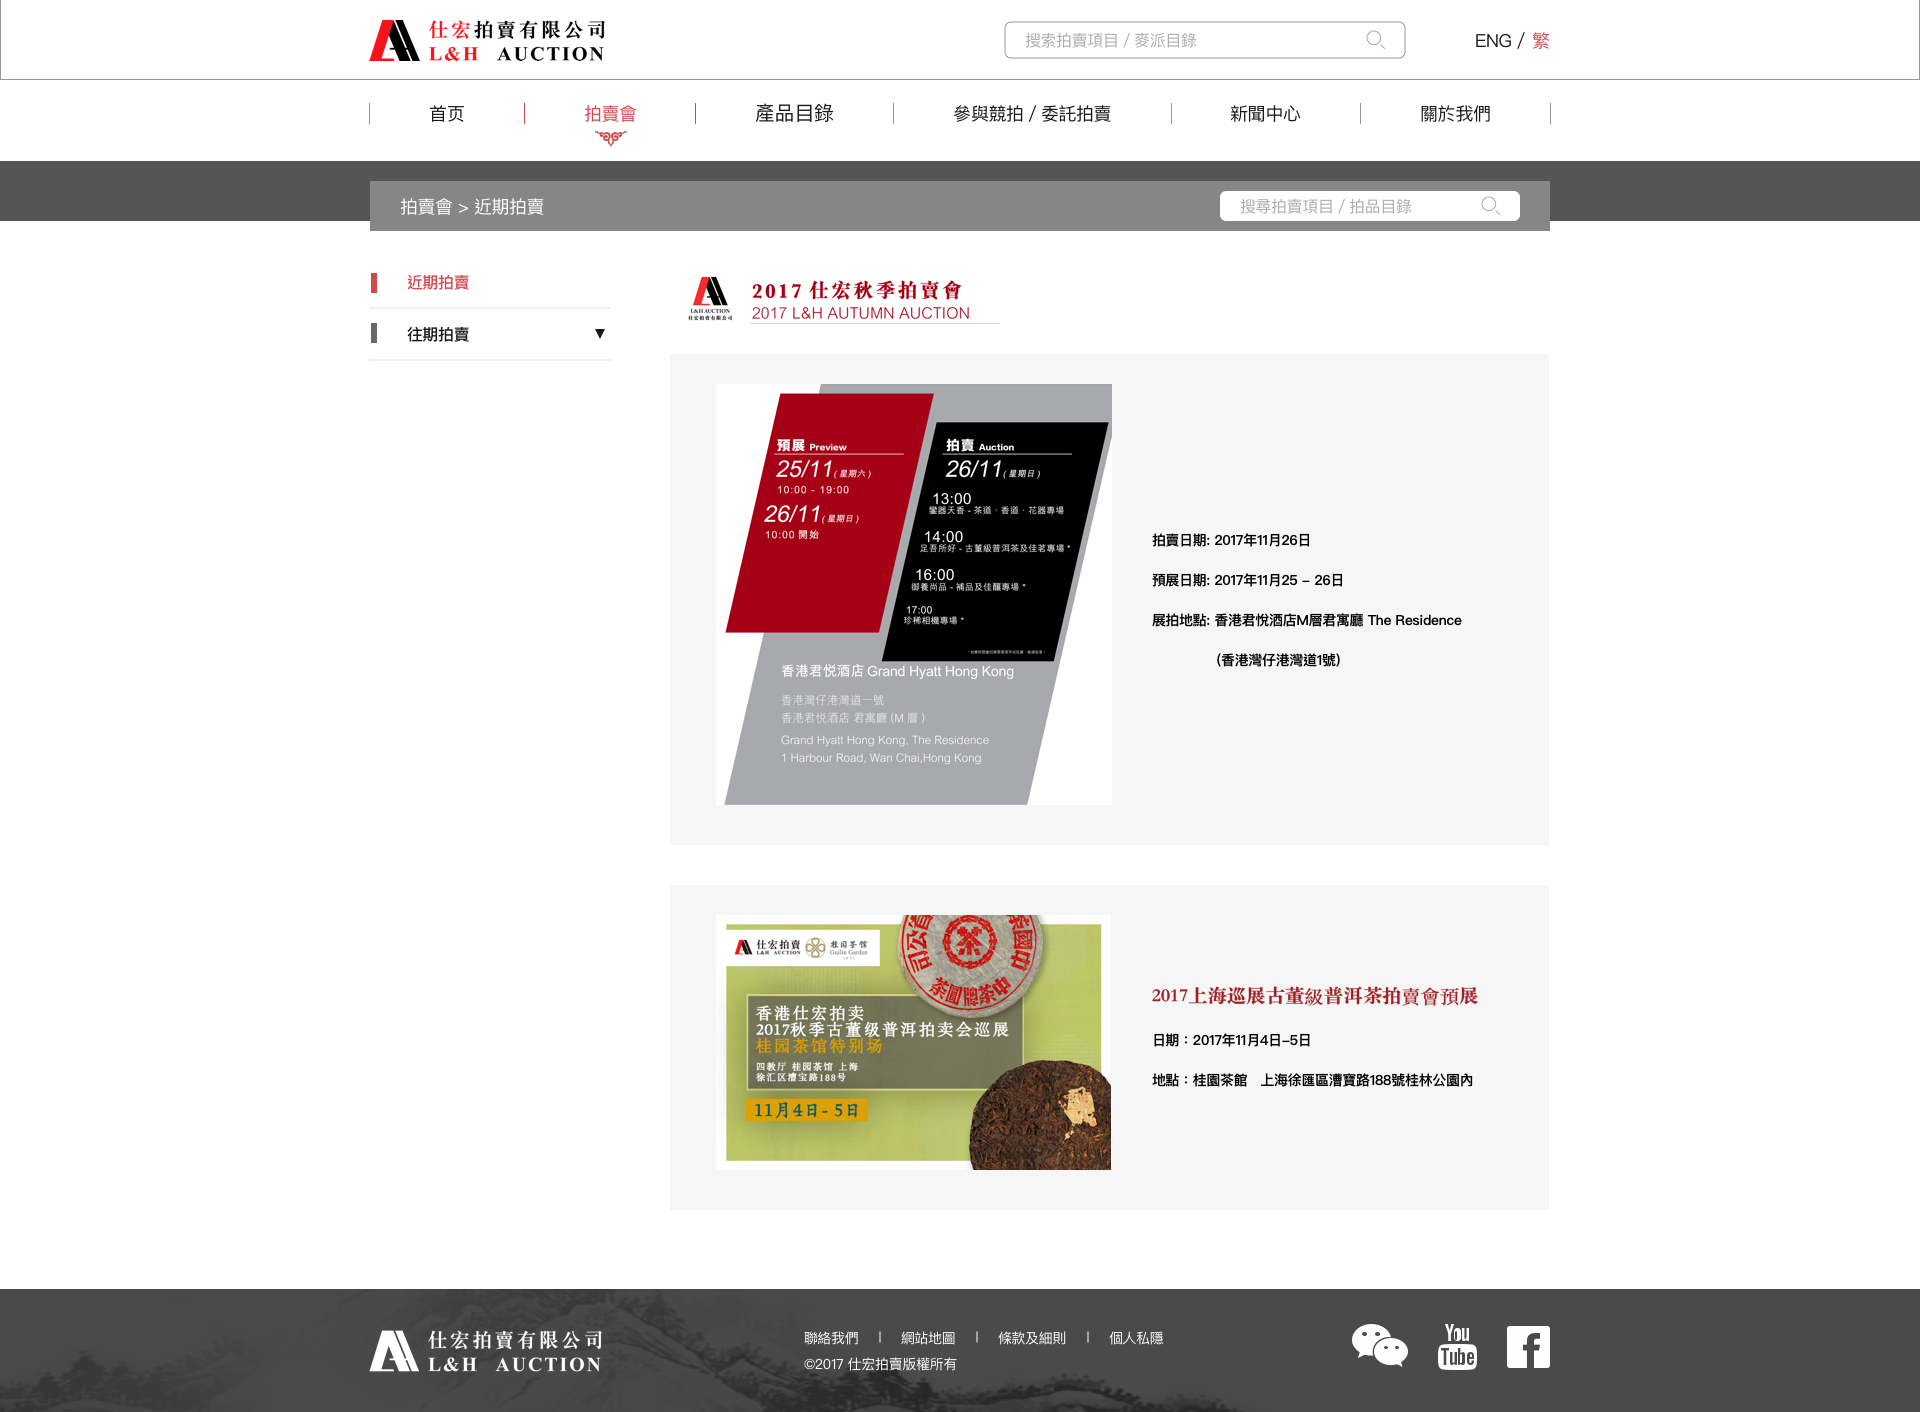 仕宏拍賣有限公司
L&H AUCTION
搜索拍賣項目 / 麥派目錄
ENG / 繁
首页
拍賣會
產品目錄
參與競拍 / 委託拍賣
新聞中心
關於我們
拍賣會 > 近期拍賣
搜尋拍賣項目 / 拍品目錄
近期拍賣
往期拍賣
L&H AUCTION
仕宏拍賣有限公司
2017 仕宏秋季拍賣會
2017 L&H AUTUMN AUCTION
預展 Preview
25/11 ( 星期六 )
10:00 - 19:00
26/11 ( 星期日 )
10:00 開始
拍賣 Auction
26/11 ( 星期日 )
13:00
鑾器天香 - 茶道 · 香道 · 花器專場
14:00
足吾所好 - 古董級普洱茶及佳茗專場 *
16:00
御養尚品 - 補品及佳釀專場 *
17:00
珍稀相機專場 *
香港君悦酒店 Grand Hyatt Hong Kong
香港灣仔港灣道一號
香港君悦酒店 君寓廳 (M 層 )
Grand Hyatt Hong Kong, The Residence
1 Harbour Road, Wan Chai,Hong Kong
拍賣日期: 2017年11月26日
預展日期: 2017年11月25 - 26日
展拍地點: 香港君悅酒店M層君寓廳 The Residence
(香港灣仔港灣道1號)
仕宏拍賣
L&H AUCTION
桂园茶馆
Guilin Garden
中茶牌圓茶
香港仕宏拍卖
2017秋季古董级普洱拍卖会巡展
桂园茶馆特别场
四教厅 桂园茶馆 上海
徐汇区漕宝路188号
11月4日- 5日
2017上海巡展古董級普洱茶拍賣會預展
日期：2017年11月4日-5日
地點：桂園茶館　上海徐匯區漕寶路188號桂林公園內
仕宏拍賣有限公司
L&H AUCTION
聯絡我們 | 網站地圖 | 條款及細則 | 個人私隱
©2017 仕宏拍賣版權所有
You
Tube